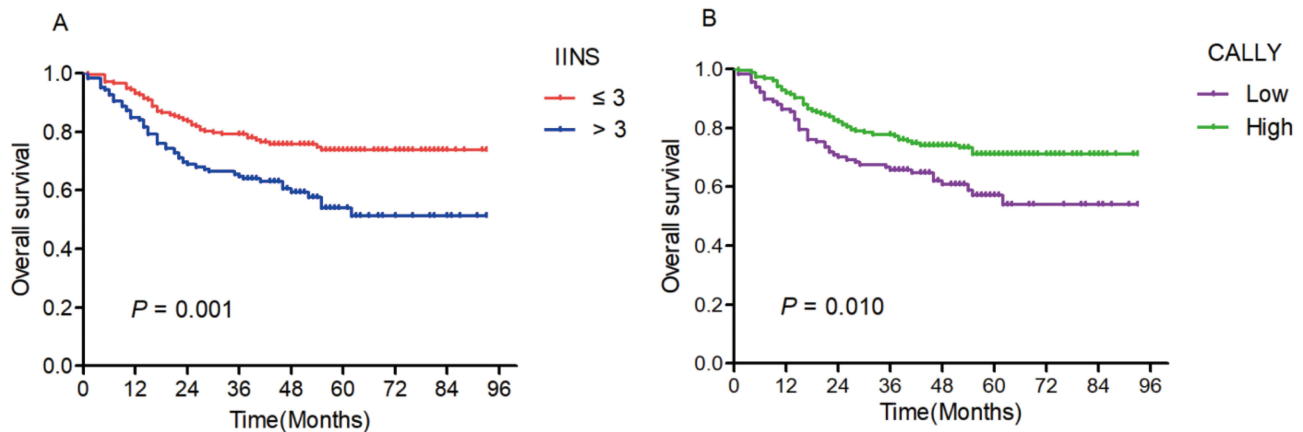 A
IINS
≤ 3
> 3
Overall survival
1.0
0.8
0.6
0.4
0.2
0.0
P = 0.001
0 12 24 36 48 60 72 84 96
Time(Months)
B
CALLY
Low
High
Overall survival
1.0
0.8
0.6
0.4
0.2
0.0
P = 0.010
0 12 24 36 48 60 72 84 96
Time(Months)